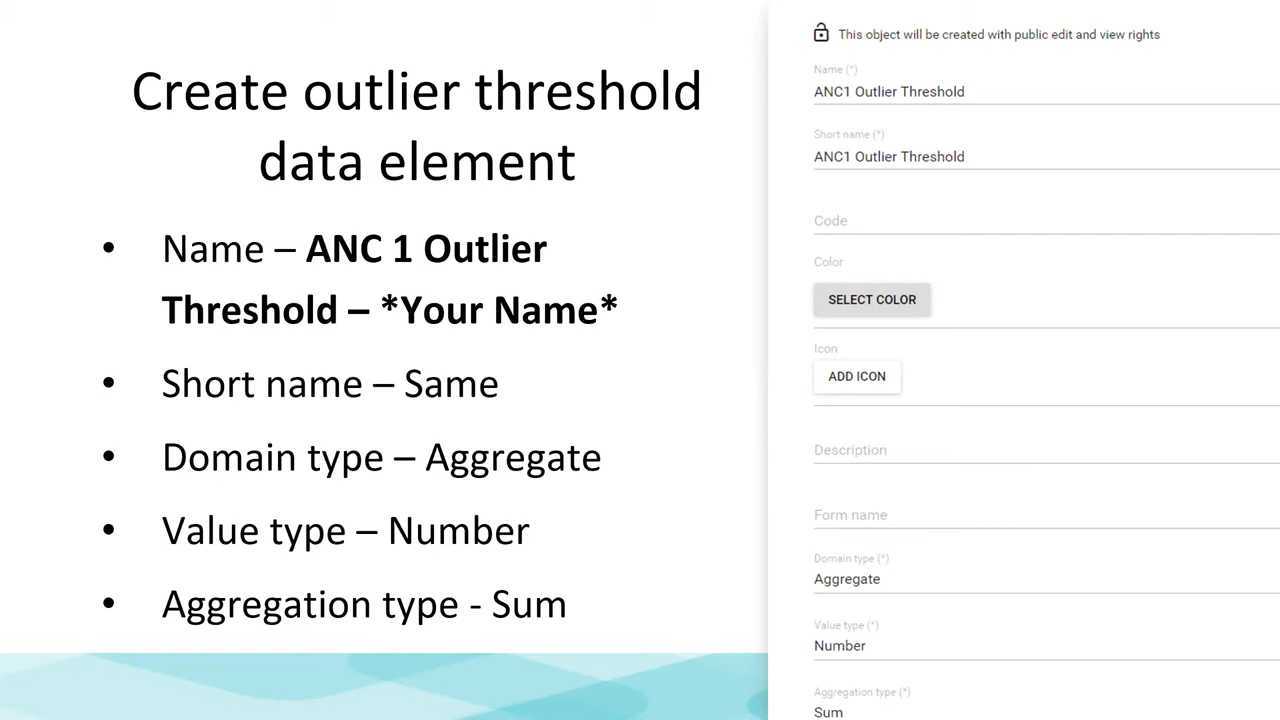 Create outlier threshold
data element
• Name – ANC 1 Outlier
Threshold – *Your Name*
• Short name – Same
• Domain type – Aggregate
• Value type – Number
• Aggregation type - Sum
This object will be created with public edit and view rights
Name (*)
ANC1 Outlier Threshold
Short name (*)
ANC1 Outlier Threshold
Code
Color
SELECT COLOR
Icon
ADD ICON
Description
Form name
Domain type (*)
Aggregate
Value type (*)
Number
Aggregation type (*)
Sum